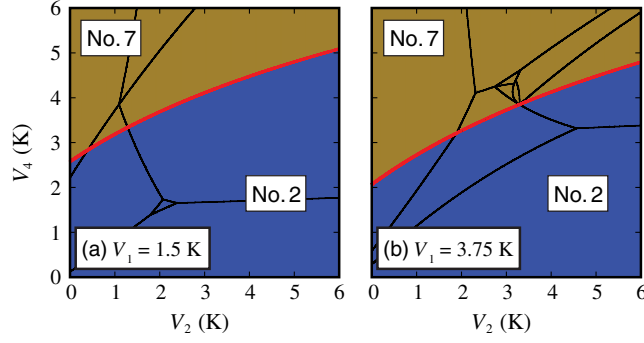 No. 7
No. 2
(a) V₁ = 1.5 K
V₄ (K)
6
5
4
3
2
1
0
0 1 2 3 4 5 6
V₂ (K)
No. 7
No. 2
(b) V₁ = 3.75 K
0 1 2 3 4 5 6
V₂ (K)